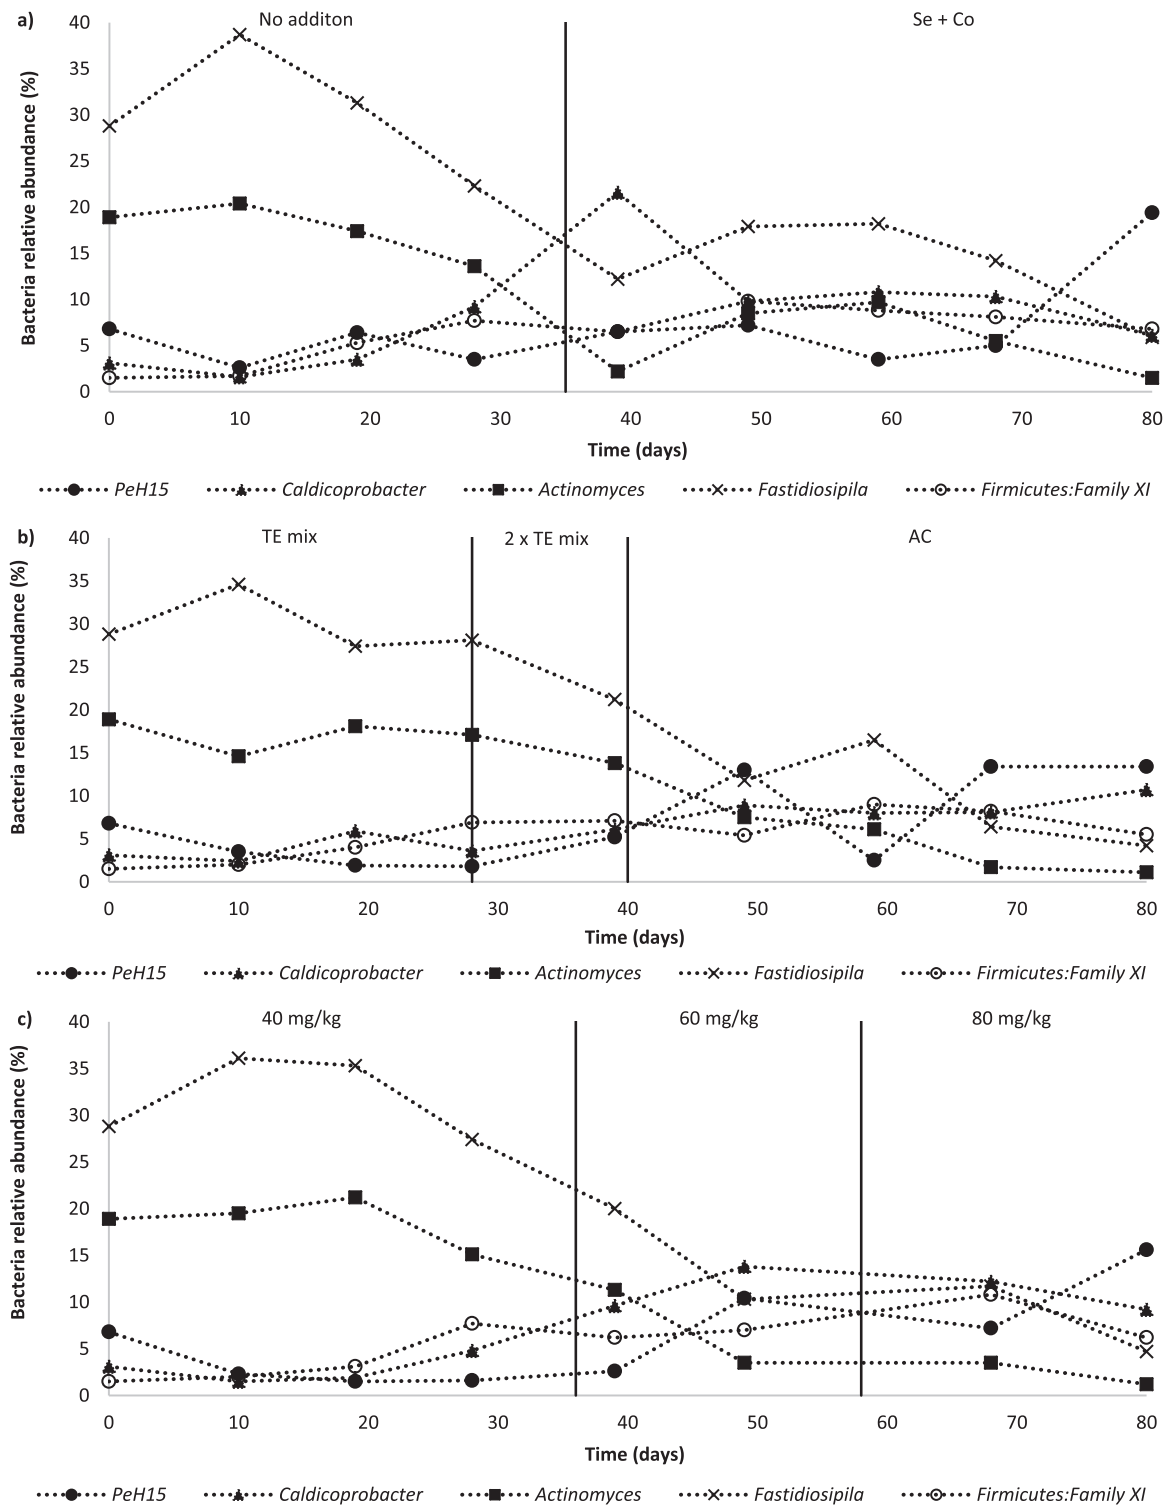 a)
No additon
Se + Co
Bacteria relative abundance (%)
40
35
30
25
20
15
10
5
0
0 10 20 30 40 50 60 70 80
Time (days)
PeH15 Caldicoprobacter Actinomyces Fastidiosipila Firmicutes:Family XI
b)
TE mix
2 x TE mix
AC
Bacteria relative abundance (%)
40
35
30
25
20
15
10
5
0
0 10 20 30 40 50 60 70 80
Time (days)
PeH15 Caldicoprobacter Actinomyces Fastidiosipila Firmicutes:Family XI
c)
40 mg/kg
60 mg/kg
80 mg/kg
Bacteria relative abundance (%)
40
35
30
25
20
15
10
5
0
0 10 20 30 40 50 60 70 80
Time (days)
PeH15 Caldicoprobacter Actinomyces Fastidiosipila Firmicutes:Family XI